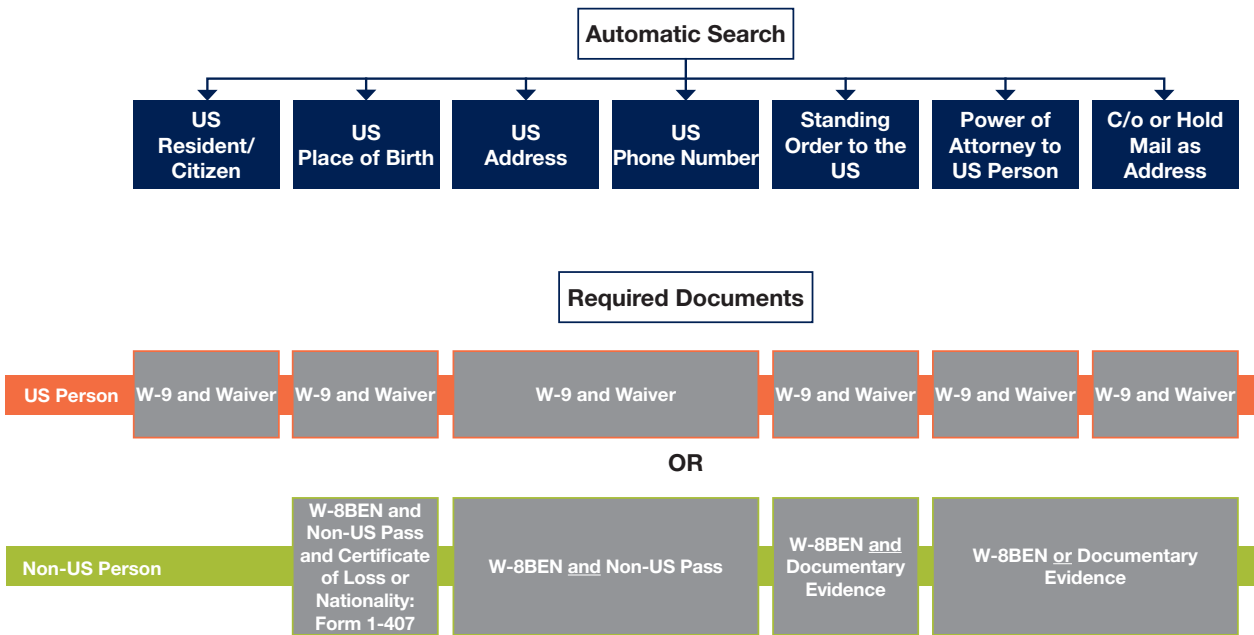 Automatic Search
US
Resident/
Citizen
US
Place of Birth
US
Address
US
Phone Number
Standing
Order to the
US
Power of
Attorney to
US Person
C/o or Hold
Mail as
Address
Required Documents
US Person
W-9 and Waiver
W-9 and Waiver
W-9 and Waiver
W-9 and Waiver
W-9 and Waiver
W-9 and Waiver
OR
Non-US Person
W-8BEN and
Non-US Pass
and Certificate
of Loss or
Nationality:
Form 1-407
W-8BEN and Non-US Pass
W-8BEN and
Documentary
Evidence
W-8BEN or Documentary
Evidence